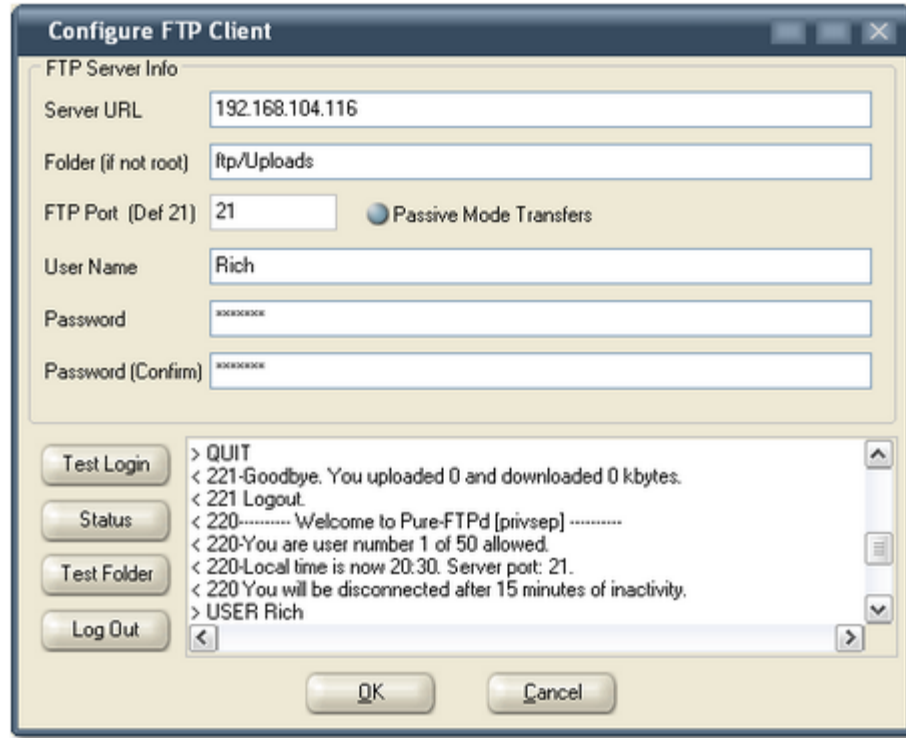 Configure FTP Client
FTP Server Info
Server URL 192.168.104.116
Folder (if not root) ftp/Uploads
FTP Port (Def 21) 21 Passive Mode Transfers
User Name Rich
Password *******
Password (Confirm) *******
Test Login
Status
Test Folder
Log Out
> QUIT
< 221-Goodbye. You uploaded 0 and downloaded 0 kbytes.
< 221 Logout.
< 220---------- Welcome to Pure-FTPd [privsep] ----------
< 220-You are user number 1 of 50 allowed.
< 220-Local time is now 20:30. Server port: 21.
< 220 You will be disconnected after 15 minutes of inactivity.
> USER Rich
OK Cancel